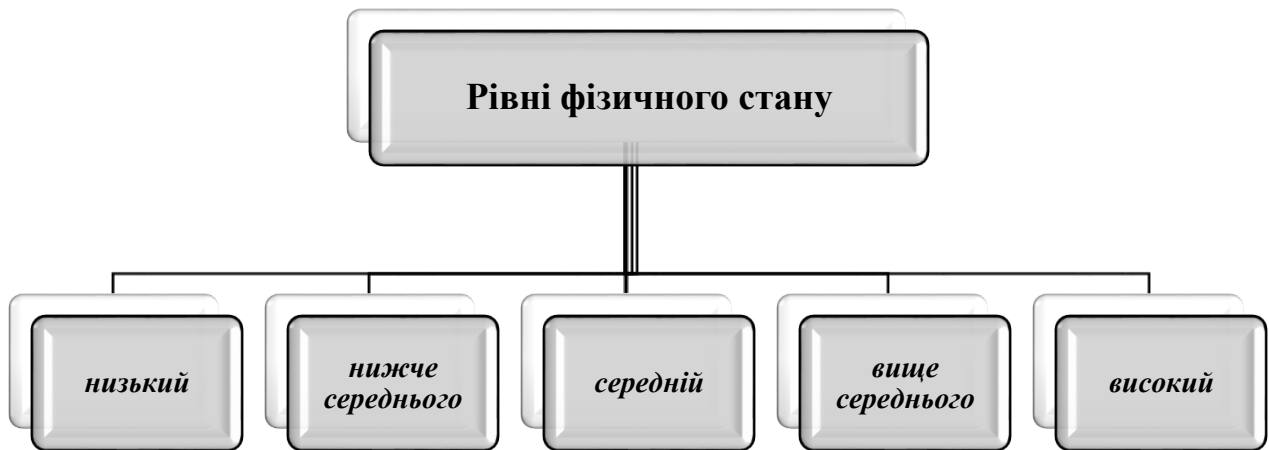 Рівні фізичного стану
низький
нижче
середнього
середній
вище
середнього
високий